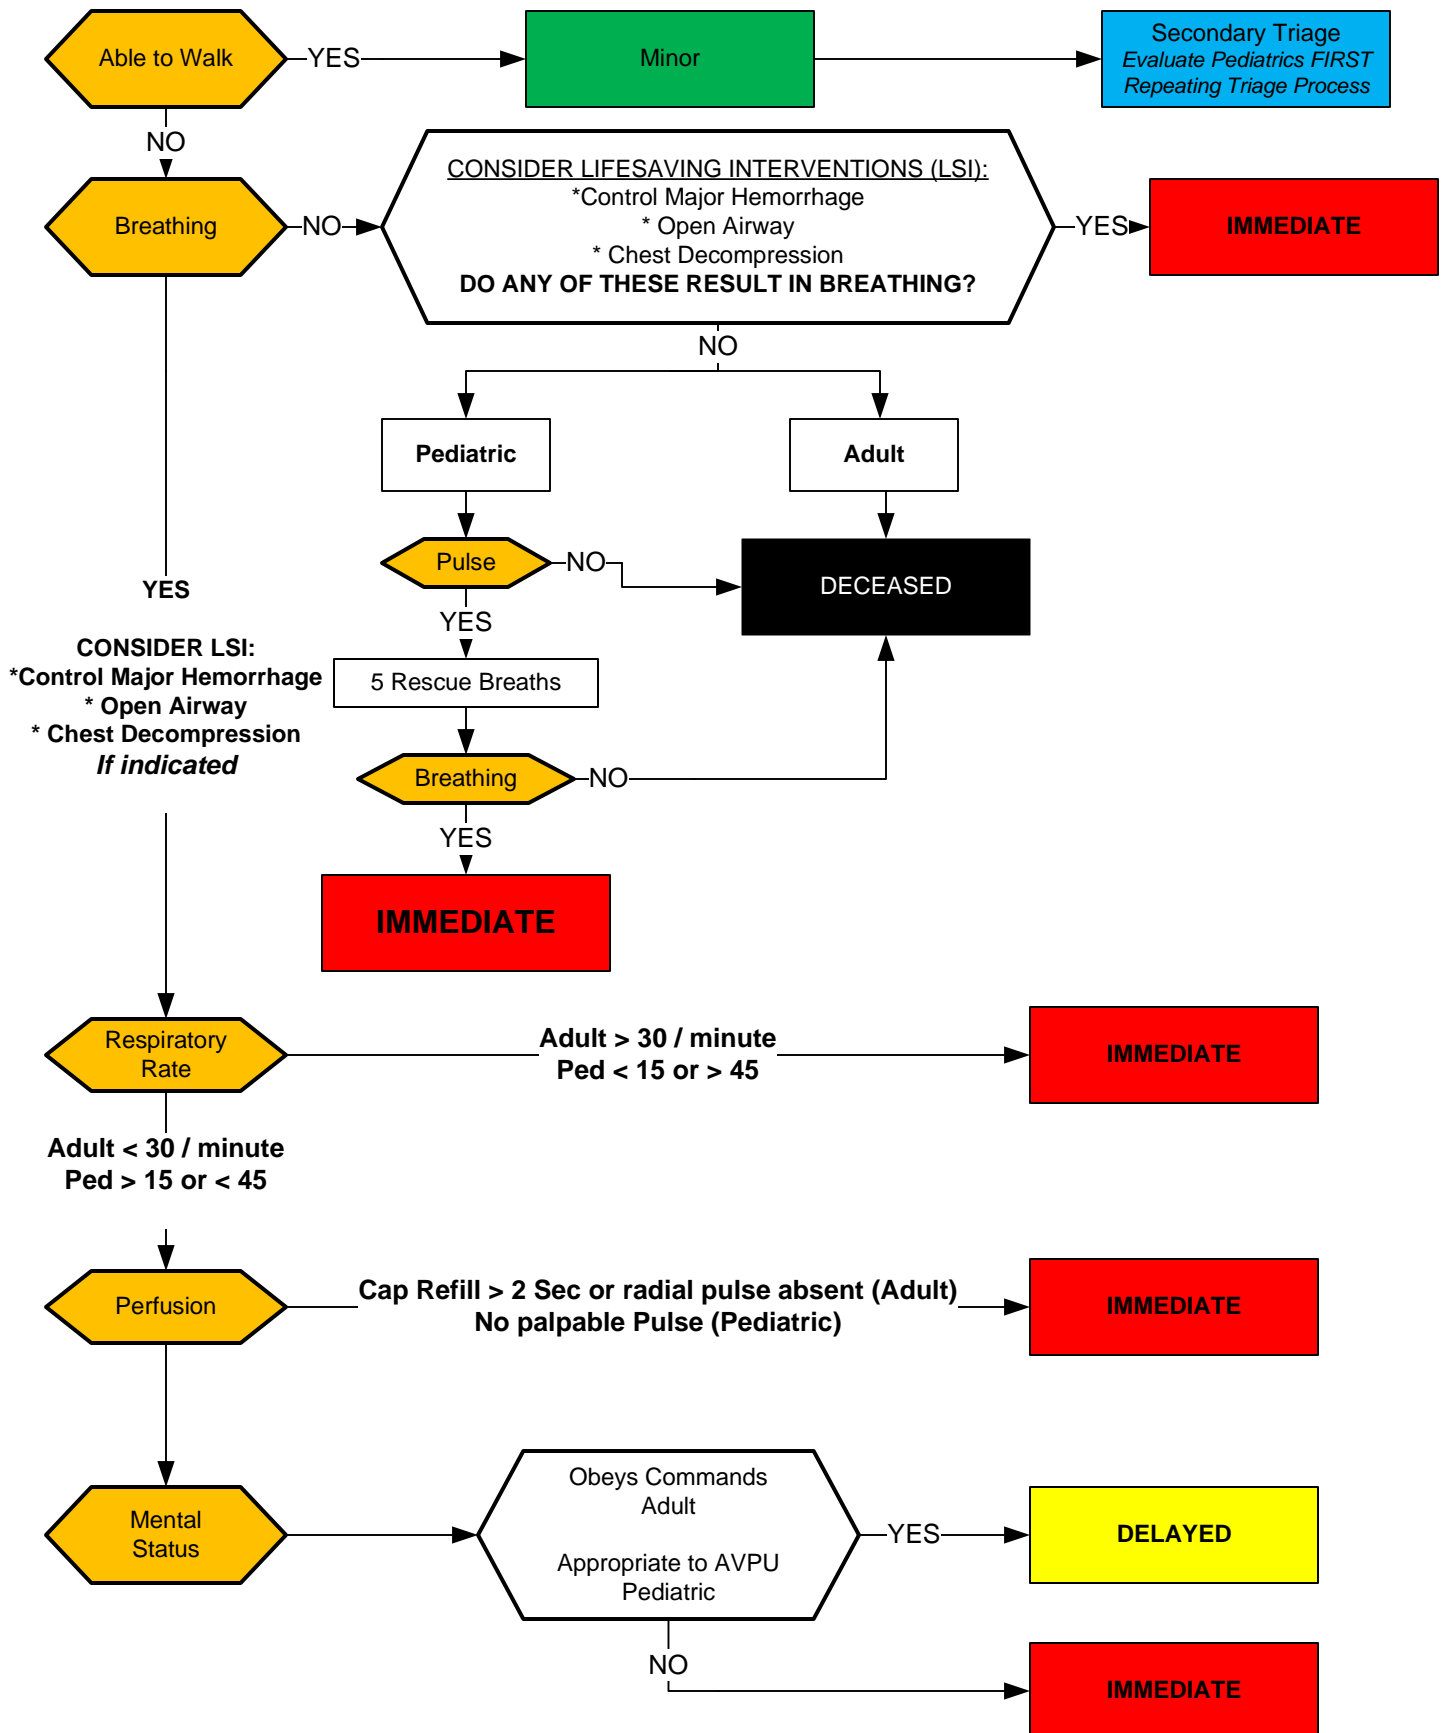 Able to Walk
YES
Minor
Secondary Triage
Evaluate Pediatrics FIRST
Repeating Triage Process
NO
Breathing
NO
CONSIDER LIFESAVING INTERVENTIONS (LSI):
*Control Major Hemorrhage
* Open Airway
* Chest Decompression
DO ANY OF THESE RESULT IN BREATHING?
YES
IMMEDIATE
NO
Pediatric
Adult
Pulse
NO
DECEASED
YES
5 Rescue Breaths
Breathing
NO
YES
IMMEDIATE
YES
CONSIDER LSI:
*Control Major Hemorrhage
* Open Airway
* Chest Decompression
If indicated
Respiratory
Rate
Adult > 30 / minute
Ped < 15 or > 45
IMMEDIATE
Adult < 30 / minute
Ped > 15 or < 45
Perfusion
Cap Refill > 2 Sec or radial pulse absent (Adult)
No palpable Pulse (Pediatric)
IMMEDIATE
Mental
Status
Obeys Commands
Adult
Appropriate to AVPU
Pediatric
YES
DELAYED
NO
IMMEDIATE